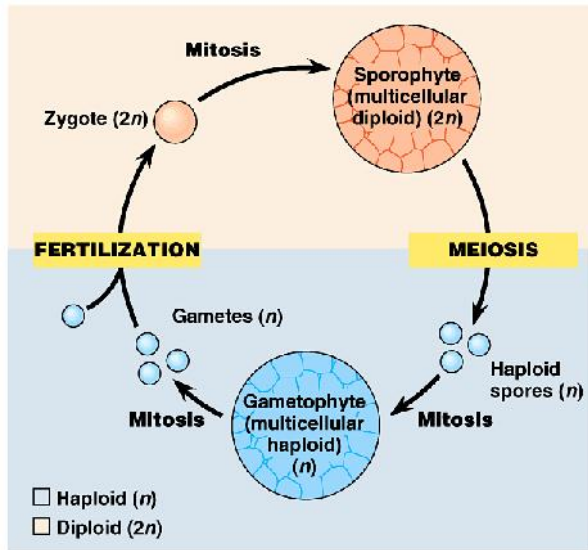 Mitosis
Sporophyte
(multicellular
diploid) (2n)
Zygote (2n)
FERTILIZATION
MEIOSIS
Gametes (n)
Haploid
spores (n)
Gametophyte
(multicellular
haploid)
(n)
Mitosis
Mitosis
Haploid (n)
Diploid (2n)